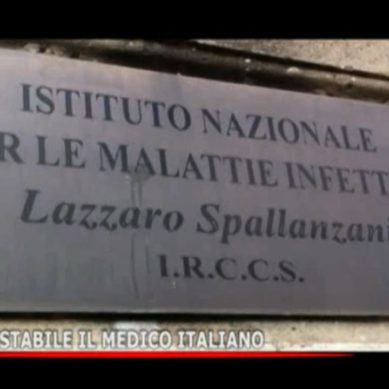 ISTITUTO NAZIONALE
R LE MALATTIE INFETT
Lazzaro Spallanzani
I.R.C.C.S.
STABILE IL MEDICO ITALIANO